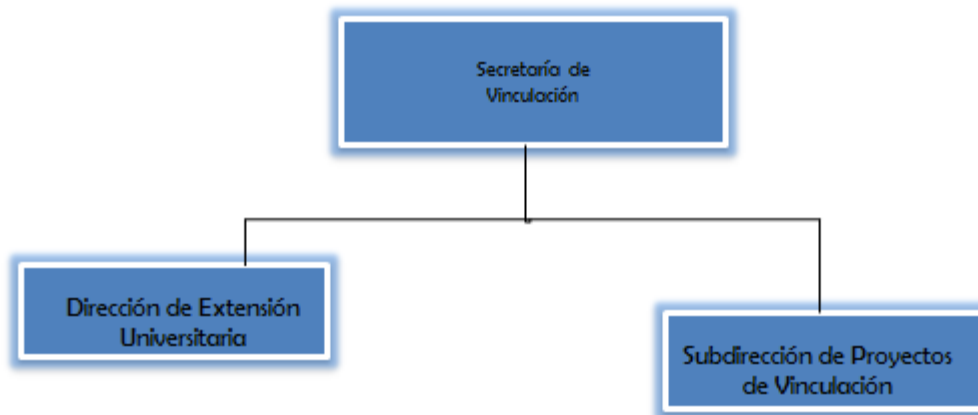 Secretaría de
Vinculación
Dirección de Extensión
Universitaria
Subdirección de Proyectos
de Vinculación